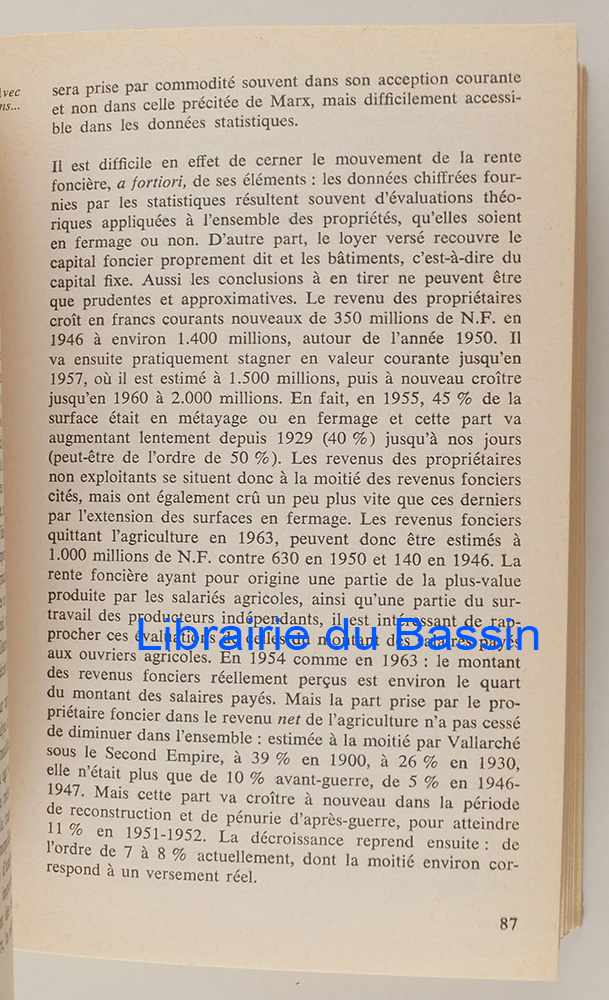 avec
ns...
sera prise par commodité souvent dans son acception courante
et non dans celle précitée de Marx, mais difficilement accessi-
ble dans les données statistiques.
Il est difficile en effet de cerner le mouvement de la rente
foncière, a fortiori, de ses éléments : les données chiffrées four-
nies par les statistiques résultent souvent d'évaluations théo-
riques appliquées à l'ensemble des propriétés, qu'elles soient
en fermage ou non. D'autre part, le loyer versé recouvre le
capital foncier proprement dit et les bâtiments, c'est-à-dire du
capital fixe. Aussi les conclusions à en tirer ne peuvent être
que prudentes et approximatives. Le revenu des propriétaires
croît en francs courants nouveaux de 350 millions de N.F. en
1946 à environ 1.400 millions, autour de l'année 1950. Il
va ensuite pratiquement stagner en valeur courante jusqu'en
1957, où il est estimé à 1.500 millions, puis à nouveau croître
jusqu'en 1960 à 2.000 millions. En fait, en 1955, 45 % de la
surface était en métayage ou en fermage et cette part va
augmentant lentement depuis 1929 (40 %) jusqu'à nos jours
(peut-être de l'ordre de 50 %). Les revenus des propriétaires
non exploitants se situent donc à la moitié des revenus fonciers
cités, mais ont également crû un peu plus vite que ces derniers
par l'extension des surfaces en fermage. Les revenus fonciers
quittant l'agriculture en 1963, peuvent donc être estimés à
1.000 millions de N.F. contre 630 en 1950 et 140 en 1946. La
rente foncière ayant pour origine une partie de la plus-value
produite par les salariés agricoles, ainsi qu'une partie du sur-
travail des producteurs indépendants, il est intéressant de rap-
procher ces évaluations de celles du montant des salaires payés
Librairie du Bassin
aux ouvriers agricoles. En 1954 comme en 1963 : le montant
des revenus fonciers réellement perçus est environ le quart
du montant des salaires payés. Mais la part prise par le pro-
priétaire foncier dans le revenu net de l'agriculture n'a pas cessé
de diminuer dans l'ensemble : estimée à la moitié par Vallarché
sous le Second Empire, à 39 % en 1900, à 26 % en 1930,
elle n'était plus que de 10 % avant-guerre, de 5 % en 1946-
1947. Mais cette part va croître à nouveau dans la période
de reconstruction et de pénurie d'après-guerre, pour atteindre
11 % en 1951-1952. La décroissance reprend ensuite : de
l'ordre de 7 à 8 % actuellement, dont la moitié environ cor-
respond à un versement réel.
87